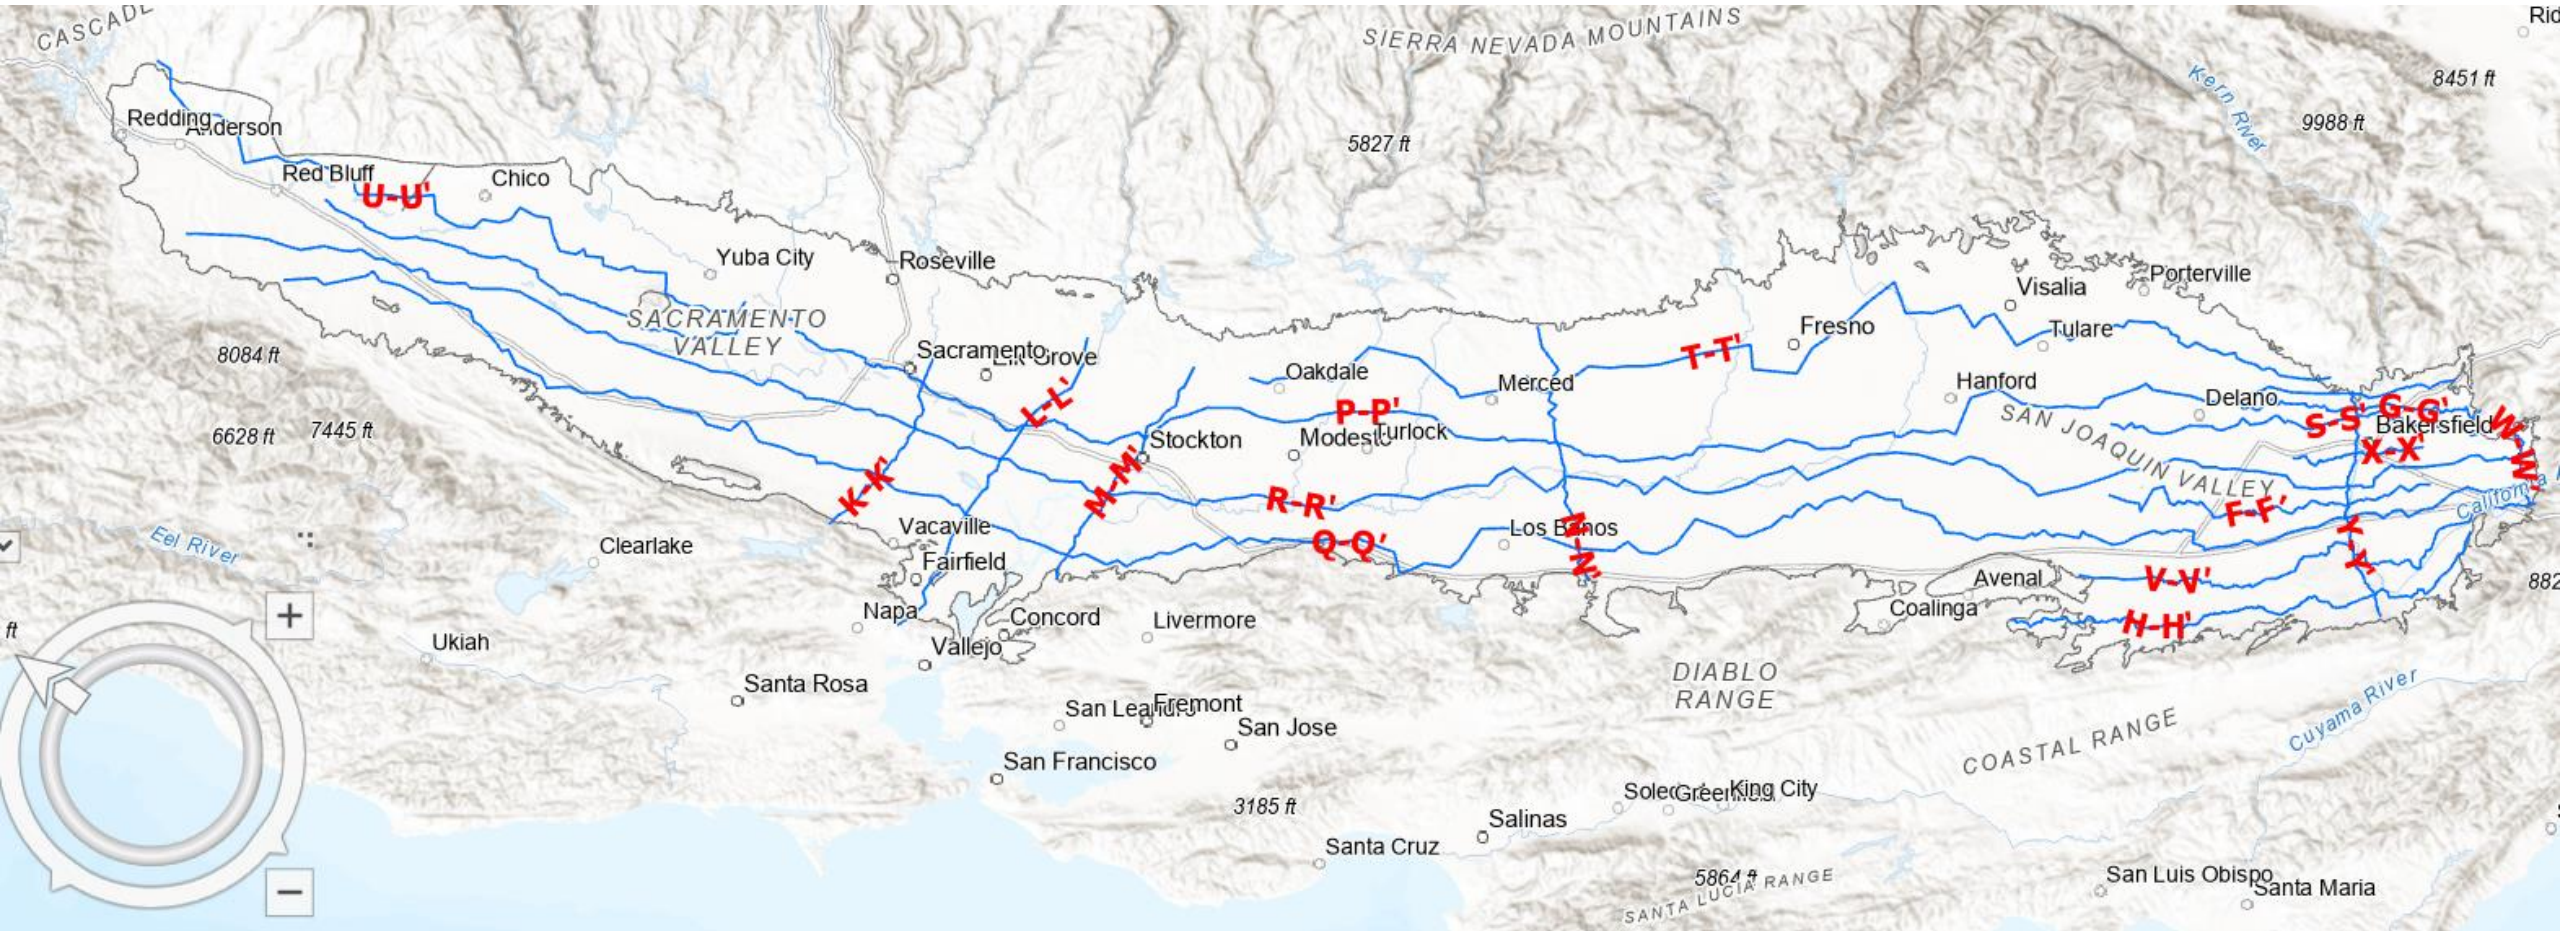 CASCADE
SIERRA NEVADA MOUNTAINS
Kern River
8451 ft
9988 ft
5827 ft
Redding
Anderson
Red Bluff
U-U'
Chico
Yuba City
Roseville
Porterville
Visalia
SACRAMENTO
VALLEY
8084 ft
Sacramento
Elk Grove
L-L'
Oakdale
T-T'
Fresno
Tulare
Merced
Hanford
Delano
P-P'
SAN JOAQUIN VALLEY
S-S'
G-G'
W-W'
6628 ft
7445 ft
Stockton
Modesto
Turlock
Bakersfield
X-X'
K-K'
M-M'
R-R'
F-F'
Vacaville
Q-Q'
Los Banos
N-N'
Y-Y'
Eel River
Clearlake
Fairfield
Avenal
V-V'
Napa
Concord
Livermore
Coalinga
H-H'
ft
Ukiah
Vallejo
Santa Rosa
DIABLO
RANGE
Cuyama River
San Leandro
Fremont
San Jose
COASTAL RANGE
San Francisco
3185 ft
Greenfield
King City
Salinas
Santa Cruz
5864 ft
SANTA LUCIA RANGE
San Luis Obispo
Santa Maria